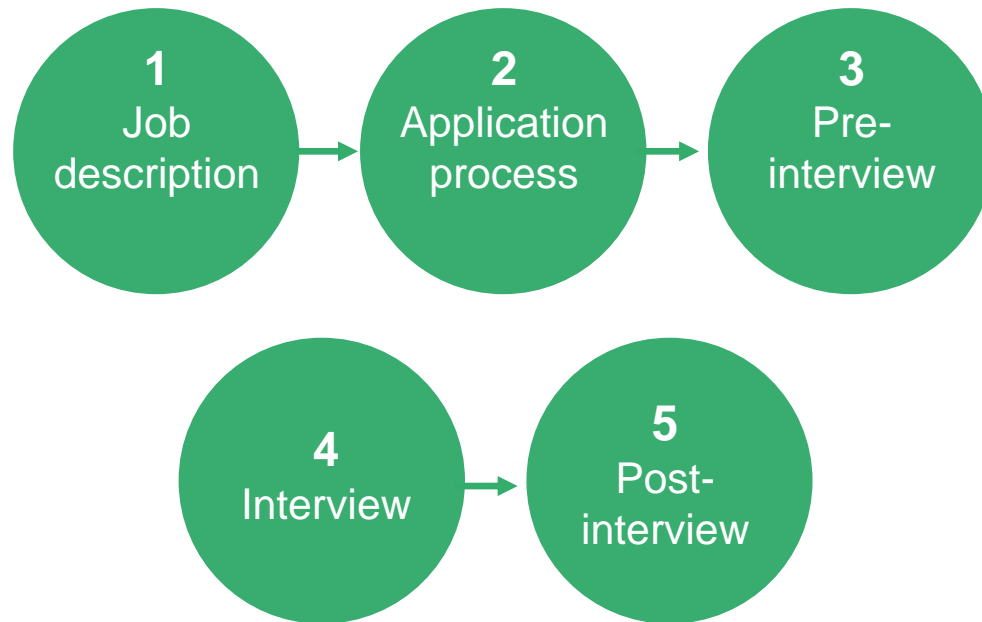 1
Job
description
2
Application
process
3
Pre-
interview
4
Interview
5
Post-
interview